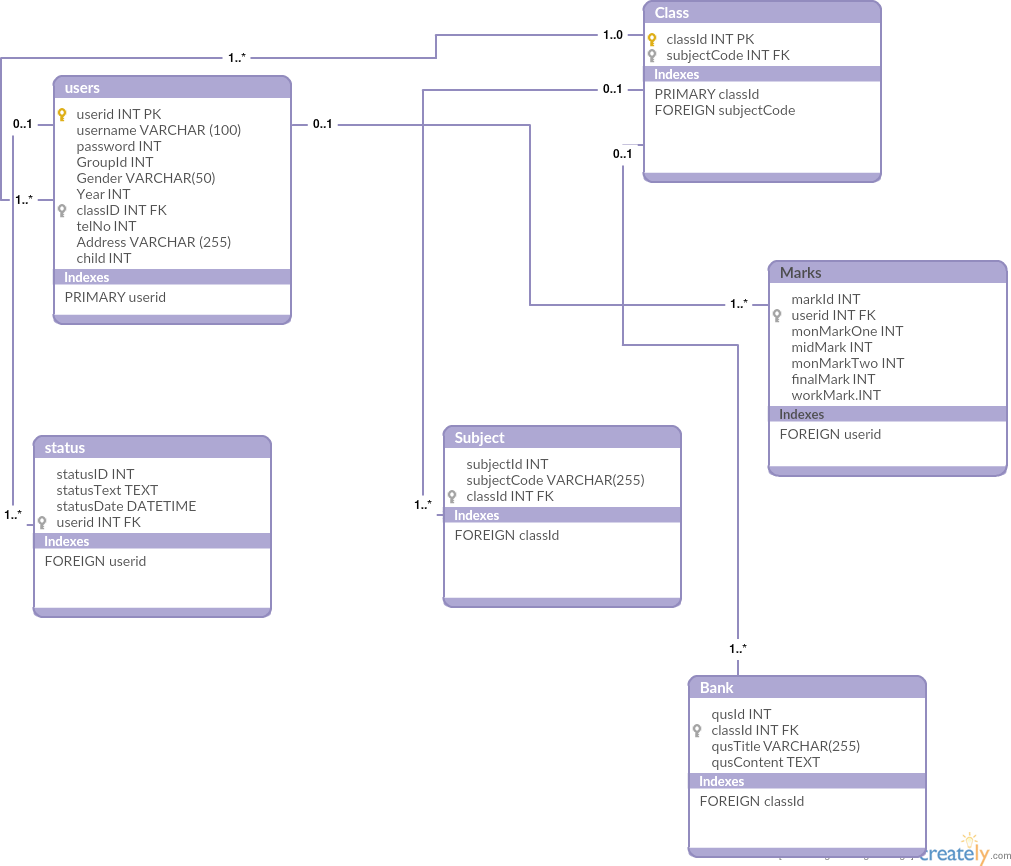 Class
classId INT PK
subjectCode INT FK
Indexes
PRIMARY classId
FOREIGN subjectCode
1..0
1..*
0..1
0..1
users
userid INT PK
username VARCHAR (100)
password INT
GroupId INT
Gender VARCHAR(50)
Year INT
classID INT FK
telNo INT
Address VARCHAR (255)
child INT
Indexes
PRIMARY userid
0..1
1..*
0..1
1..*
Marks
markId INT
userid INT FK
monMarkOne INT
midMark INT
monMarkTwo INT
finalMark INT
workMark.INT
Indexes
FOREIGN userid
status
statusID INT
statusText TEXT
statusDate DATETIME
userid INT FK
Indexes
FOREIGN userid
1..*
Subject
subjectId INT
subjectCode VARCHAR(255)
classId INT FK
Indexes
FOREIGN classId
1..*
1..*
Bank
qusId INT
classId INT FK
qusTitle VARCHAR(255)
qusContent TEXT
Indexes
FOREIGN classId
creately.com